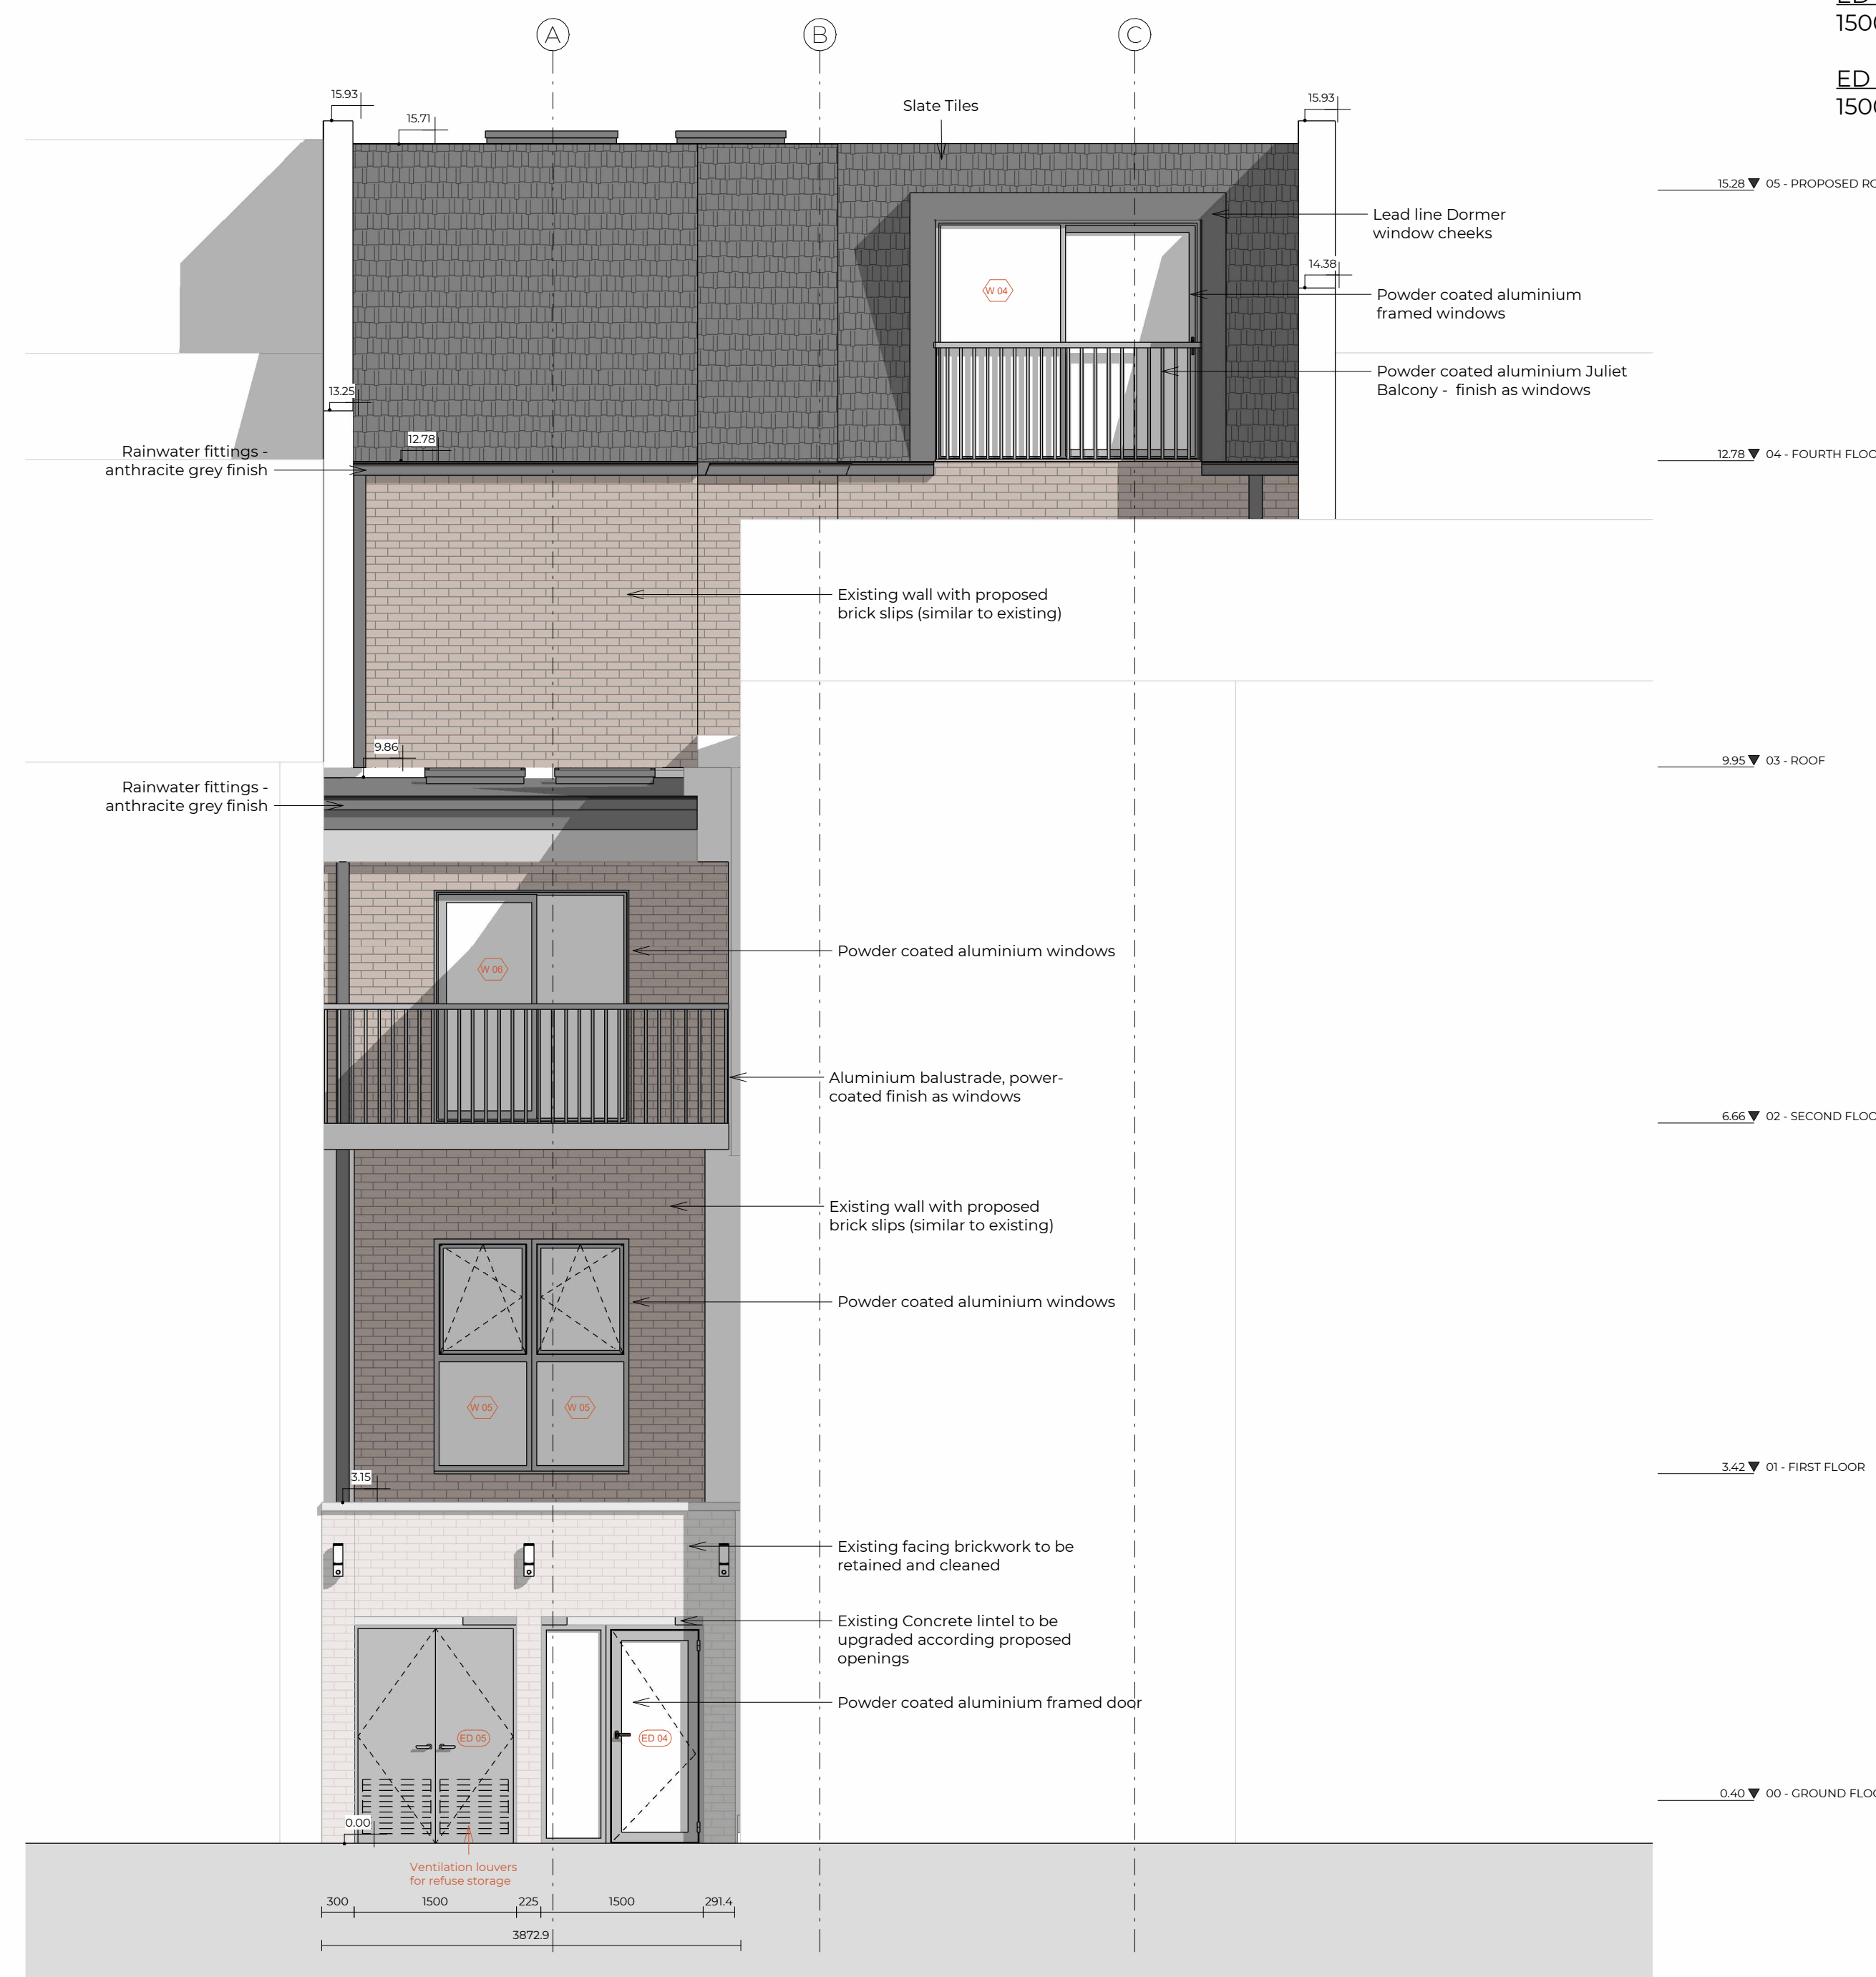 ED
1500
ED
1500
A
B
C
15.93
15.71
Slate Tiles
15.93
15.28 05 - PROPOSED RO
Lead line Dormer
window cheeks
14.38
W 04
Powder coated aluminium
framed windows
Powder coated aluminium Juliet
Balcony - finish as windows
13.25
12.78
Rainwater fittings -
anthracite grey finish
12.78 04 - FOURTH FLOO
Existing wall with proposed
brick slips (similar to existing)
9.86
9.95 03 - ROOF
Rainwater fittings -
anthracite grey finish
Powder coated aluminium windows
W 06
Aluminium balustrade, power-
coated finish as windows
6.66 02 - SECOND FLOO
Existing wall with proposed
brick slips (similar to existing)
Powder coated aluminium windows
W 05
W 05
3.15
3.42 01 - FIRST FLOOR
Existing facing brickwork to be
retained and cleaned
Existing Concrete lintel to be
upgraded according proposed
openings
Powder coated aluminium framed door
ED 05
ED 04
0.40 00 - GROUND FLOO
0.00
Ventilation louvers
for refuse storage
300 1500 225 1500 291.4
3872.9